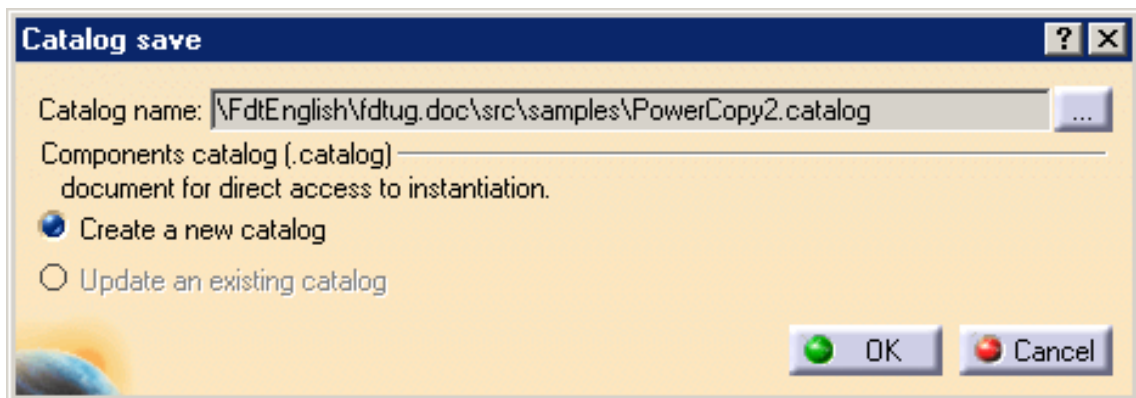 Catalog save
? X
Catalog name: \FdtEnglish\fdtug.doc\src\samples\PowerCopy2.catalog ...
Components catalog (.catalog)
document for direct access to instantiation.
Create a new catalog
Update an existing catalog
OK Cancel